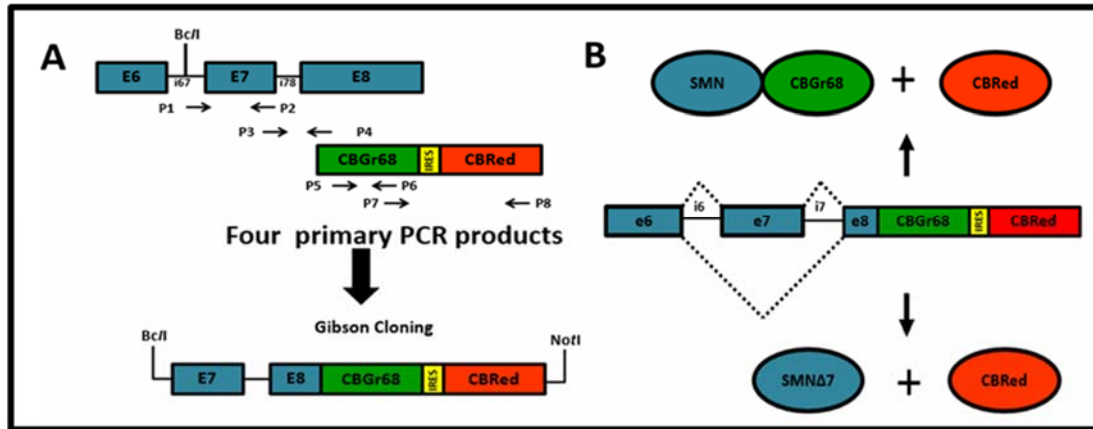 A
BclI
E6
i67
E7
i78
E8
P1
P2
P3
P4
CBGr68
IRES
CBRed
P5
P6
P7
P8
Four primary PCR products
Gibson Cloning
BclI
NotI
E7
E8
CBGr68
IRES
CBRed
B
SMN
CBGr68
+
CBRed
e6
i6
e7
i7
e8
CBGr68
IRES
CBRed
SMNΔ7
+
CBRed